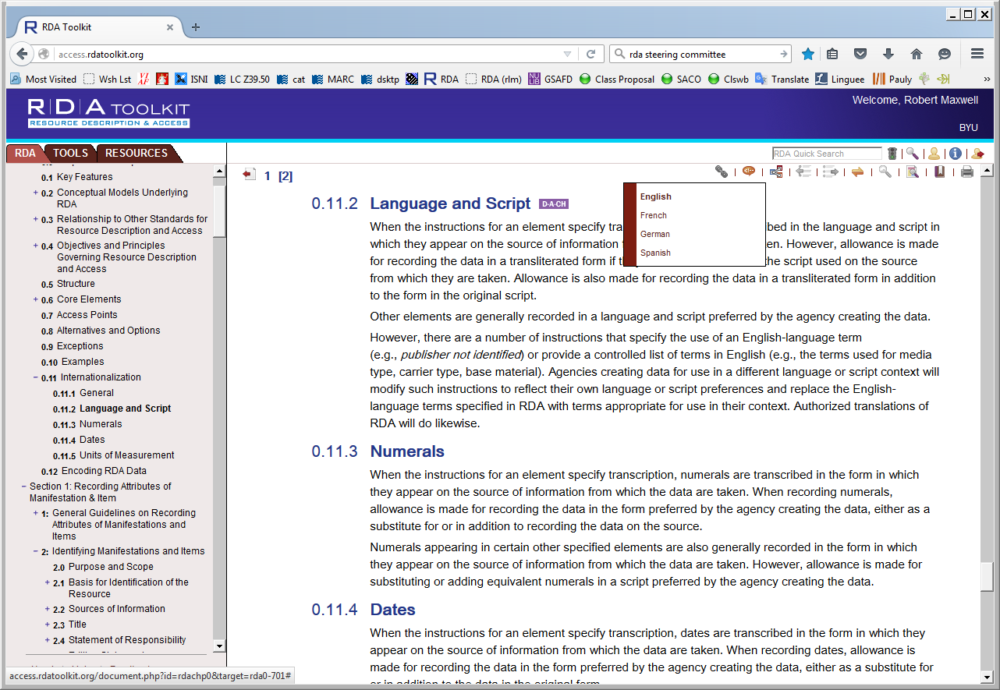 RDA Toolkit
access.rdatoolkit.org
rda steering committee
Most Visited Wsh Lst ISNI LC Z39.50 cat MARC dsktp RDA RDA (rlm) GSAFD Class Proposal SACO Clswb Translate Linguee Pauly »
R|D|A TOOLKIT
RESOURCE DESCRIPTION & ACCESS
Welcome, Robert Maxwell
BYU
RDA TOOLS RESOURCES
RDA Quick Search
0.1 Key Features
+ 0.2 Conceptual Models Underlying
RDA
+ 0.3 Relationship to Other Standards for
Resource Description and Access
+ 0.4 Objectives and Principles
Governing Resource Description
and Access
0.5 Structure
+ 0.6 Core Elements
0.7 Access Points
0.8 Alternatives and Options
0.9 Exceptions
0.10 Examples
− 0.11 Internationalization
0.11.1 General
0.11.2 Language and Script
0.11.3 Numerals
0.11.4 Dates
0.11.5 Units of Measurement
0.12 Encoding RDA Data
− Section 1: Recording Attributes of
Manifestation & Item
+ 1: General Guidelines on Recording
Attributes of Manifestations and
Items
− 2: Identifying Manifestations and Items
2.0 Purpose and Scope
+ 2.1 Basis for Identification of the
Resource
+ 2.2 Sources of Information
+ 2.3 Title
+ 2.4 Statement of Responsibility
access.rdatoolkit.org/document.php?id=rdachp0&target=rda0-701#
1 [2]
English
French
German
Spanish
0.11.2 Language and Script D-A-CH
When the instructions for an element specify tra bed in the language and script in
which they appear on the source of information en. However, allowance is made
for recording the data in a transliterated form if t the script used on the source
from which they are taken. Allowance is also made for recording the data in a transliterated form in addition
to the form in the original script.
Other elements are generally recorded in a language and script preferred by the agency creating the data.
However, there are a number of instructions that specify the use of an English-language term
(e.g., publisher not identified) or provide a controlled list of terms in English (e.g., the terms used for media
type, carrier type, base material). Agencies creating data for use in a different language or script context will
modify such instructions to reflect their own language or script preferences and replace the English-
language terms specified in RDA with terms appropriate for use in their context. Authorized translations of
RDA will do likewise.
0.11.3 Numerals
When the instructions for an element specify transcription, numerals are transcribed in the form in which
they appear on the source of information from which the data are taken. When recording numerals,
allowance is made for recording the data in the form preferred by the agency creating the data, either as a
substitute for or in addition to recording the data on the source.
Numerals appearing in certain other specified elements are also generally recorded in the form in which
they appear on the source of information from which the data are taken. However, allowance is made for
substituting or adding equivalent numerals in a script preferred by the agency creating the data.
0.11.4 Dates
When the instructions for an element specify transcription, dates are transcribed in the form in which they
appear on the source of information from which the data are taken. When recording dates, allowance is
made for recording the data in the form preferred by the agency creating the data, either as a substitute for
or in addition to the data in the original form.